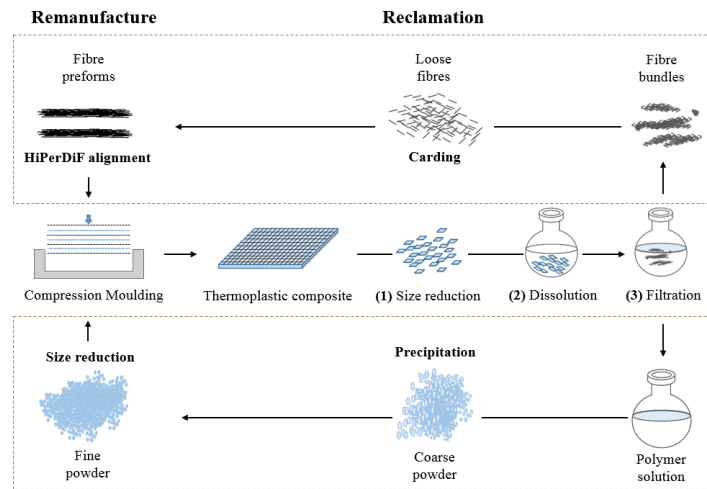 Remanufacture
Reclamation
Fibre
preforms
Loose
fibres
Fibre
bundles
HiPerDiF alignment
Carding
Compression Moulding
Thermoplastic composite
(1) Size reduction
(2) Dissolution
(3) Filtration
Size reduction
Precipitation
Fine
powder
Coarse
powder
Polymer
solution